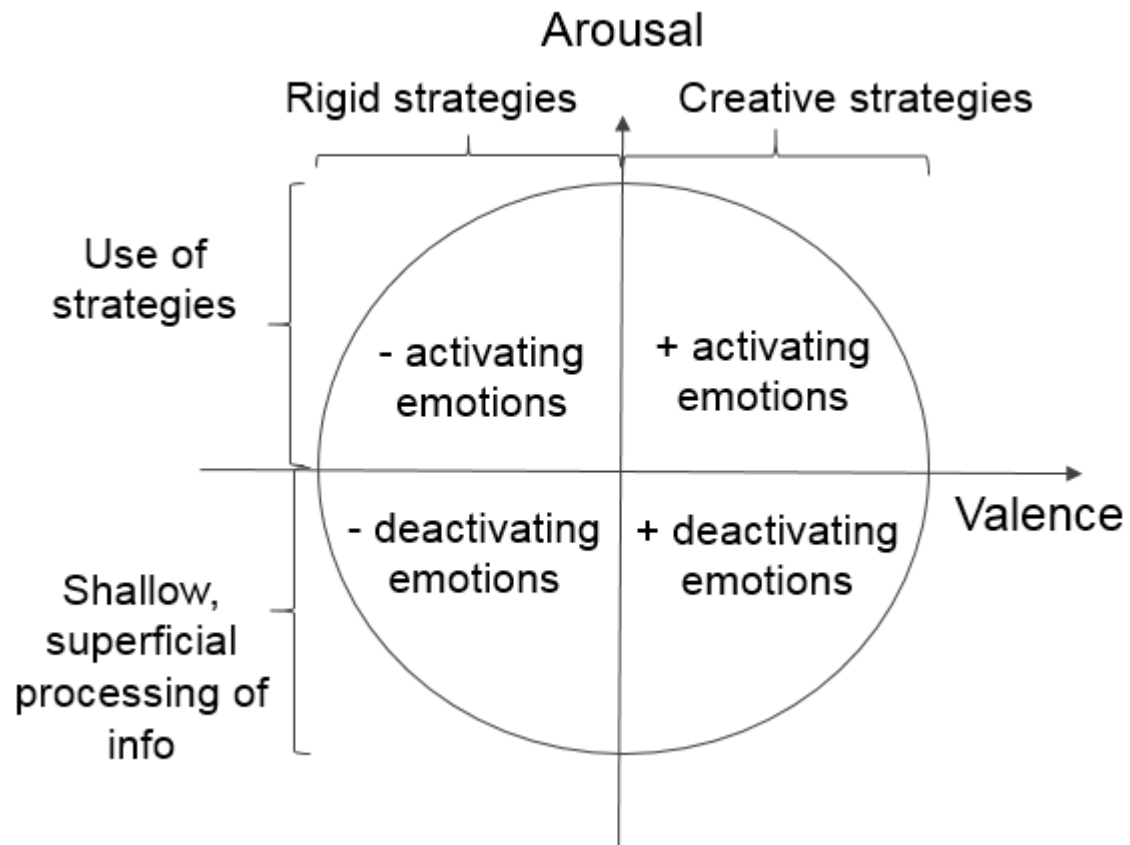 Arousal
Rigid strategies
Creative strategies
Use of
strategies
- activating
emotions
+ activating
emotions
Valence
- deactivating
emotions
+ deactivating
emotions
Shallow,
superficial
processing of
info